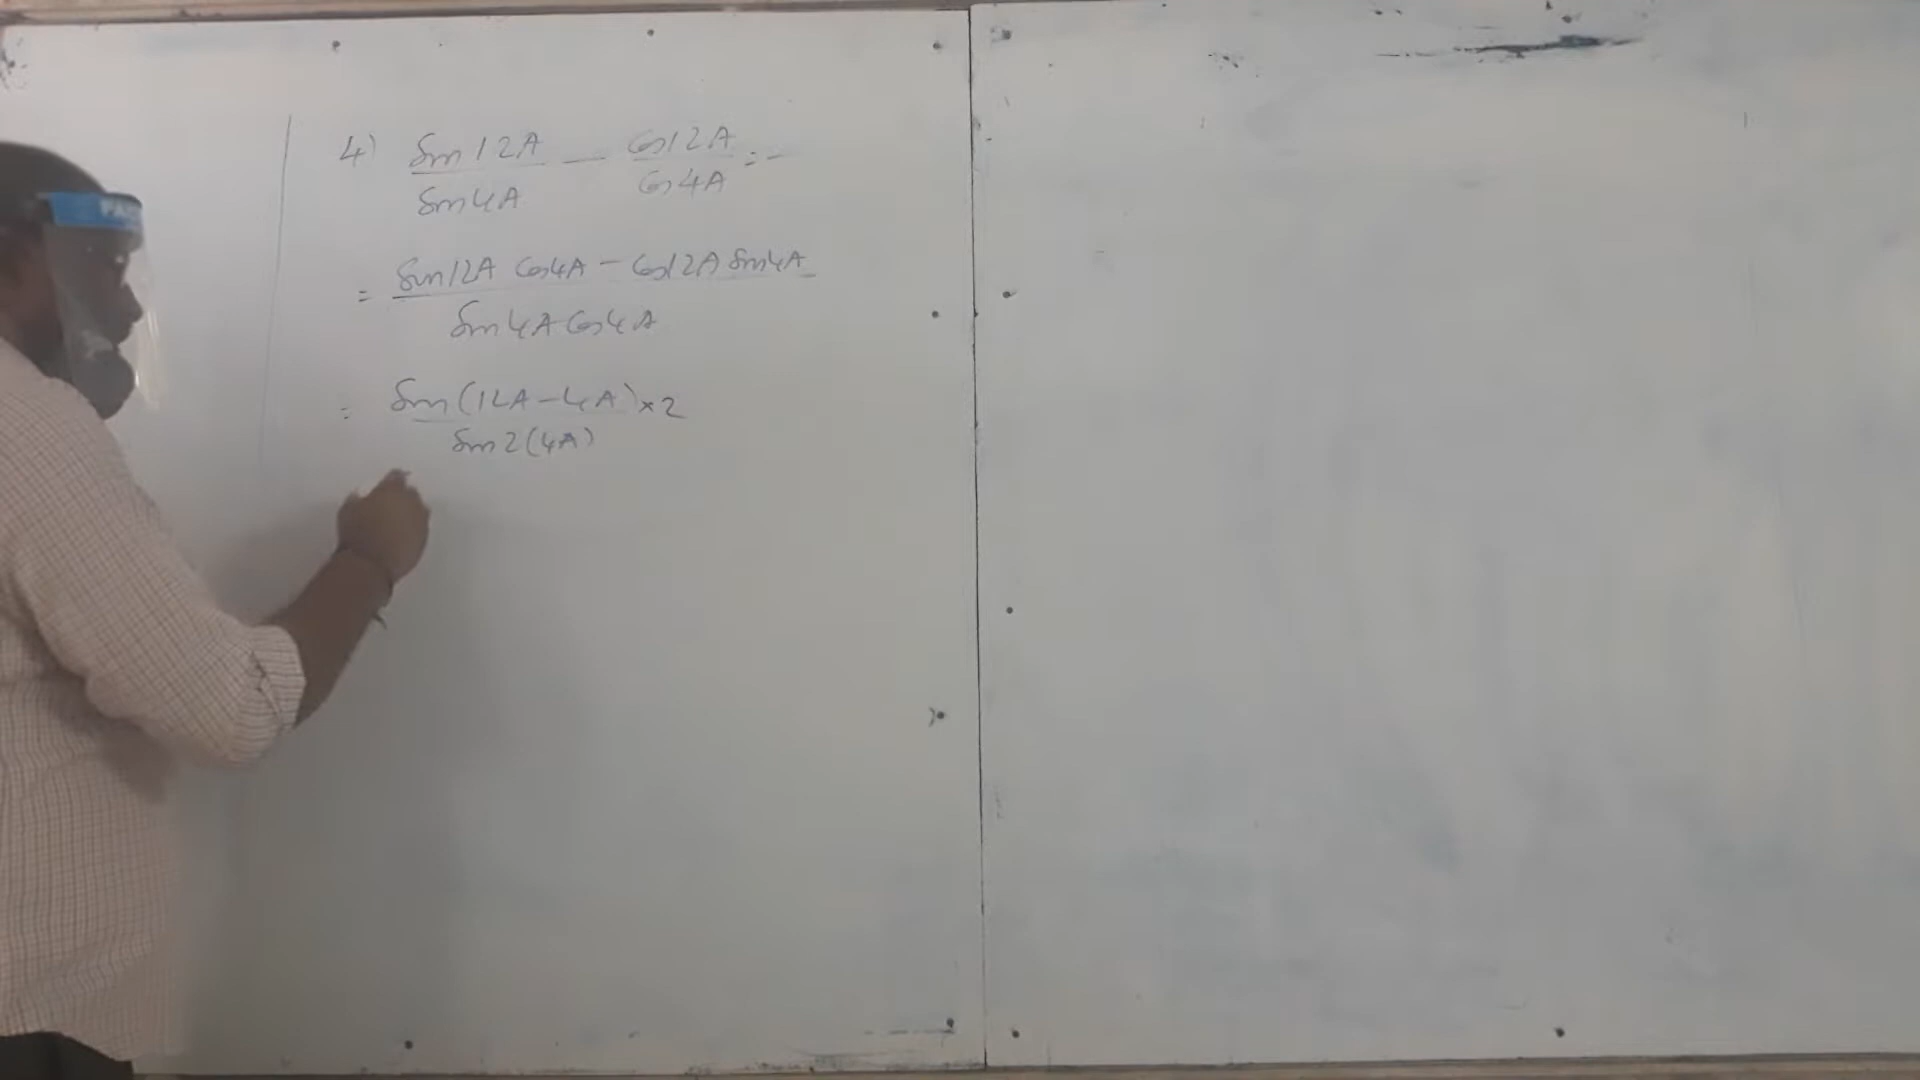 4) Sin 12A / Sin 4A — Cos 12A / Cos 4A = -
= Sin 12A Cos 4A - Cos 12A Sin 4A / Sin 4A Cos 4A
= Sin (12A - 4A) × 2 / Sin 2(4A)